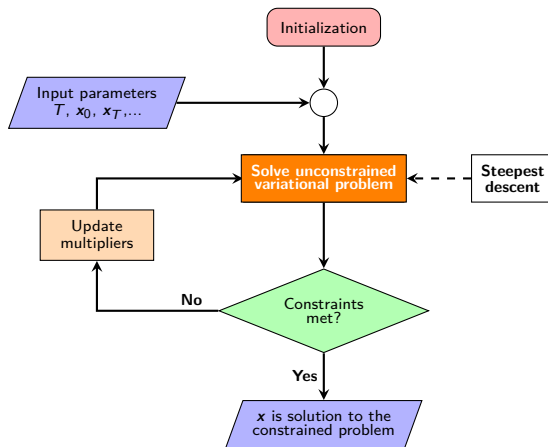 Initialization
Input parameters
T, x₀, x_T,...
Solve unconstrained
variational problem
Steepest
descent
Update
multipliers
Constraints
met?
No
Yes
x is solution to the
constrained problem